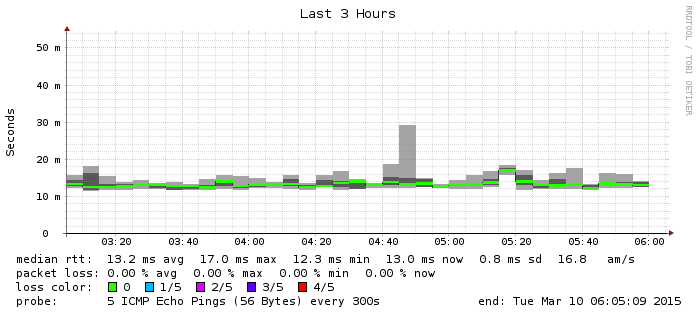 Last 3 Hours
RRDTOOL / TOBI OETIKER
Seconds
50 m
40 m
30 m
20 m
10 m
0
03:20 03:40 04:00 04:20 04:40 05:00 05:20 05:40 06:00
median rtt: 13.2 ms avg 17.0 ms max 12.3 ms min 13.0 ms now 0.8 ms sd 16.8 am/s
packet loss: 0.00 % avg 0.00 % max 0.00 % min 0.00 % now
loss color: 0 1/5 2/5 3/5 4/5
probe: 5 ICMP Echo Pings (56 Bytes) every 300s end: Tue Mar 10 06:05:09 2015